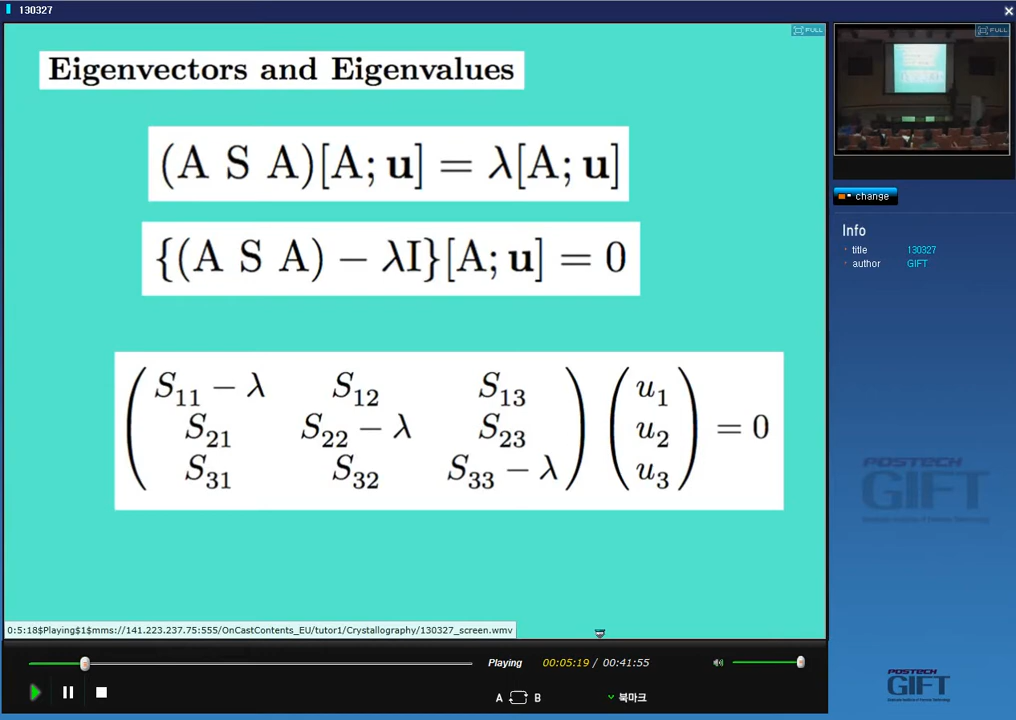 130327
FULL
FULL
Eigenvectors and Eigenvalues
(A S A)[A; u] = λ[A; u]
{(A S A) − λI}[A; u] = 0
S11 − λ S12 S13 u1
S21 S22 − λ S23 u2 = 0
S31 S32 S33 − λ u3
change
Info
title 130327
author GIFT
POSTECH
GIFT
0:5:18$Playing$1$mms://141.223.237.75:555/OnCastContents_EU/tutor1/Crystallography/130327_screen.wmv
Playing 00:05:19 / 00:41:55
A B 북마크
POSTECH
GIFT